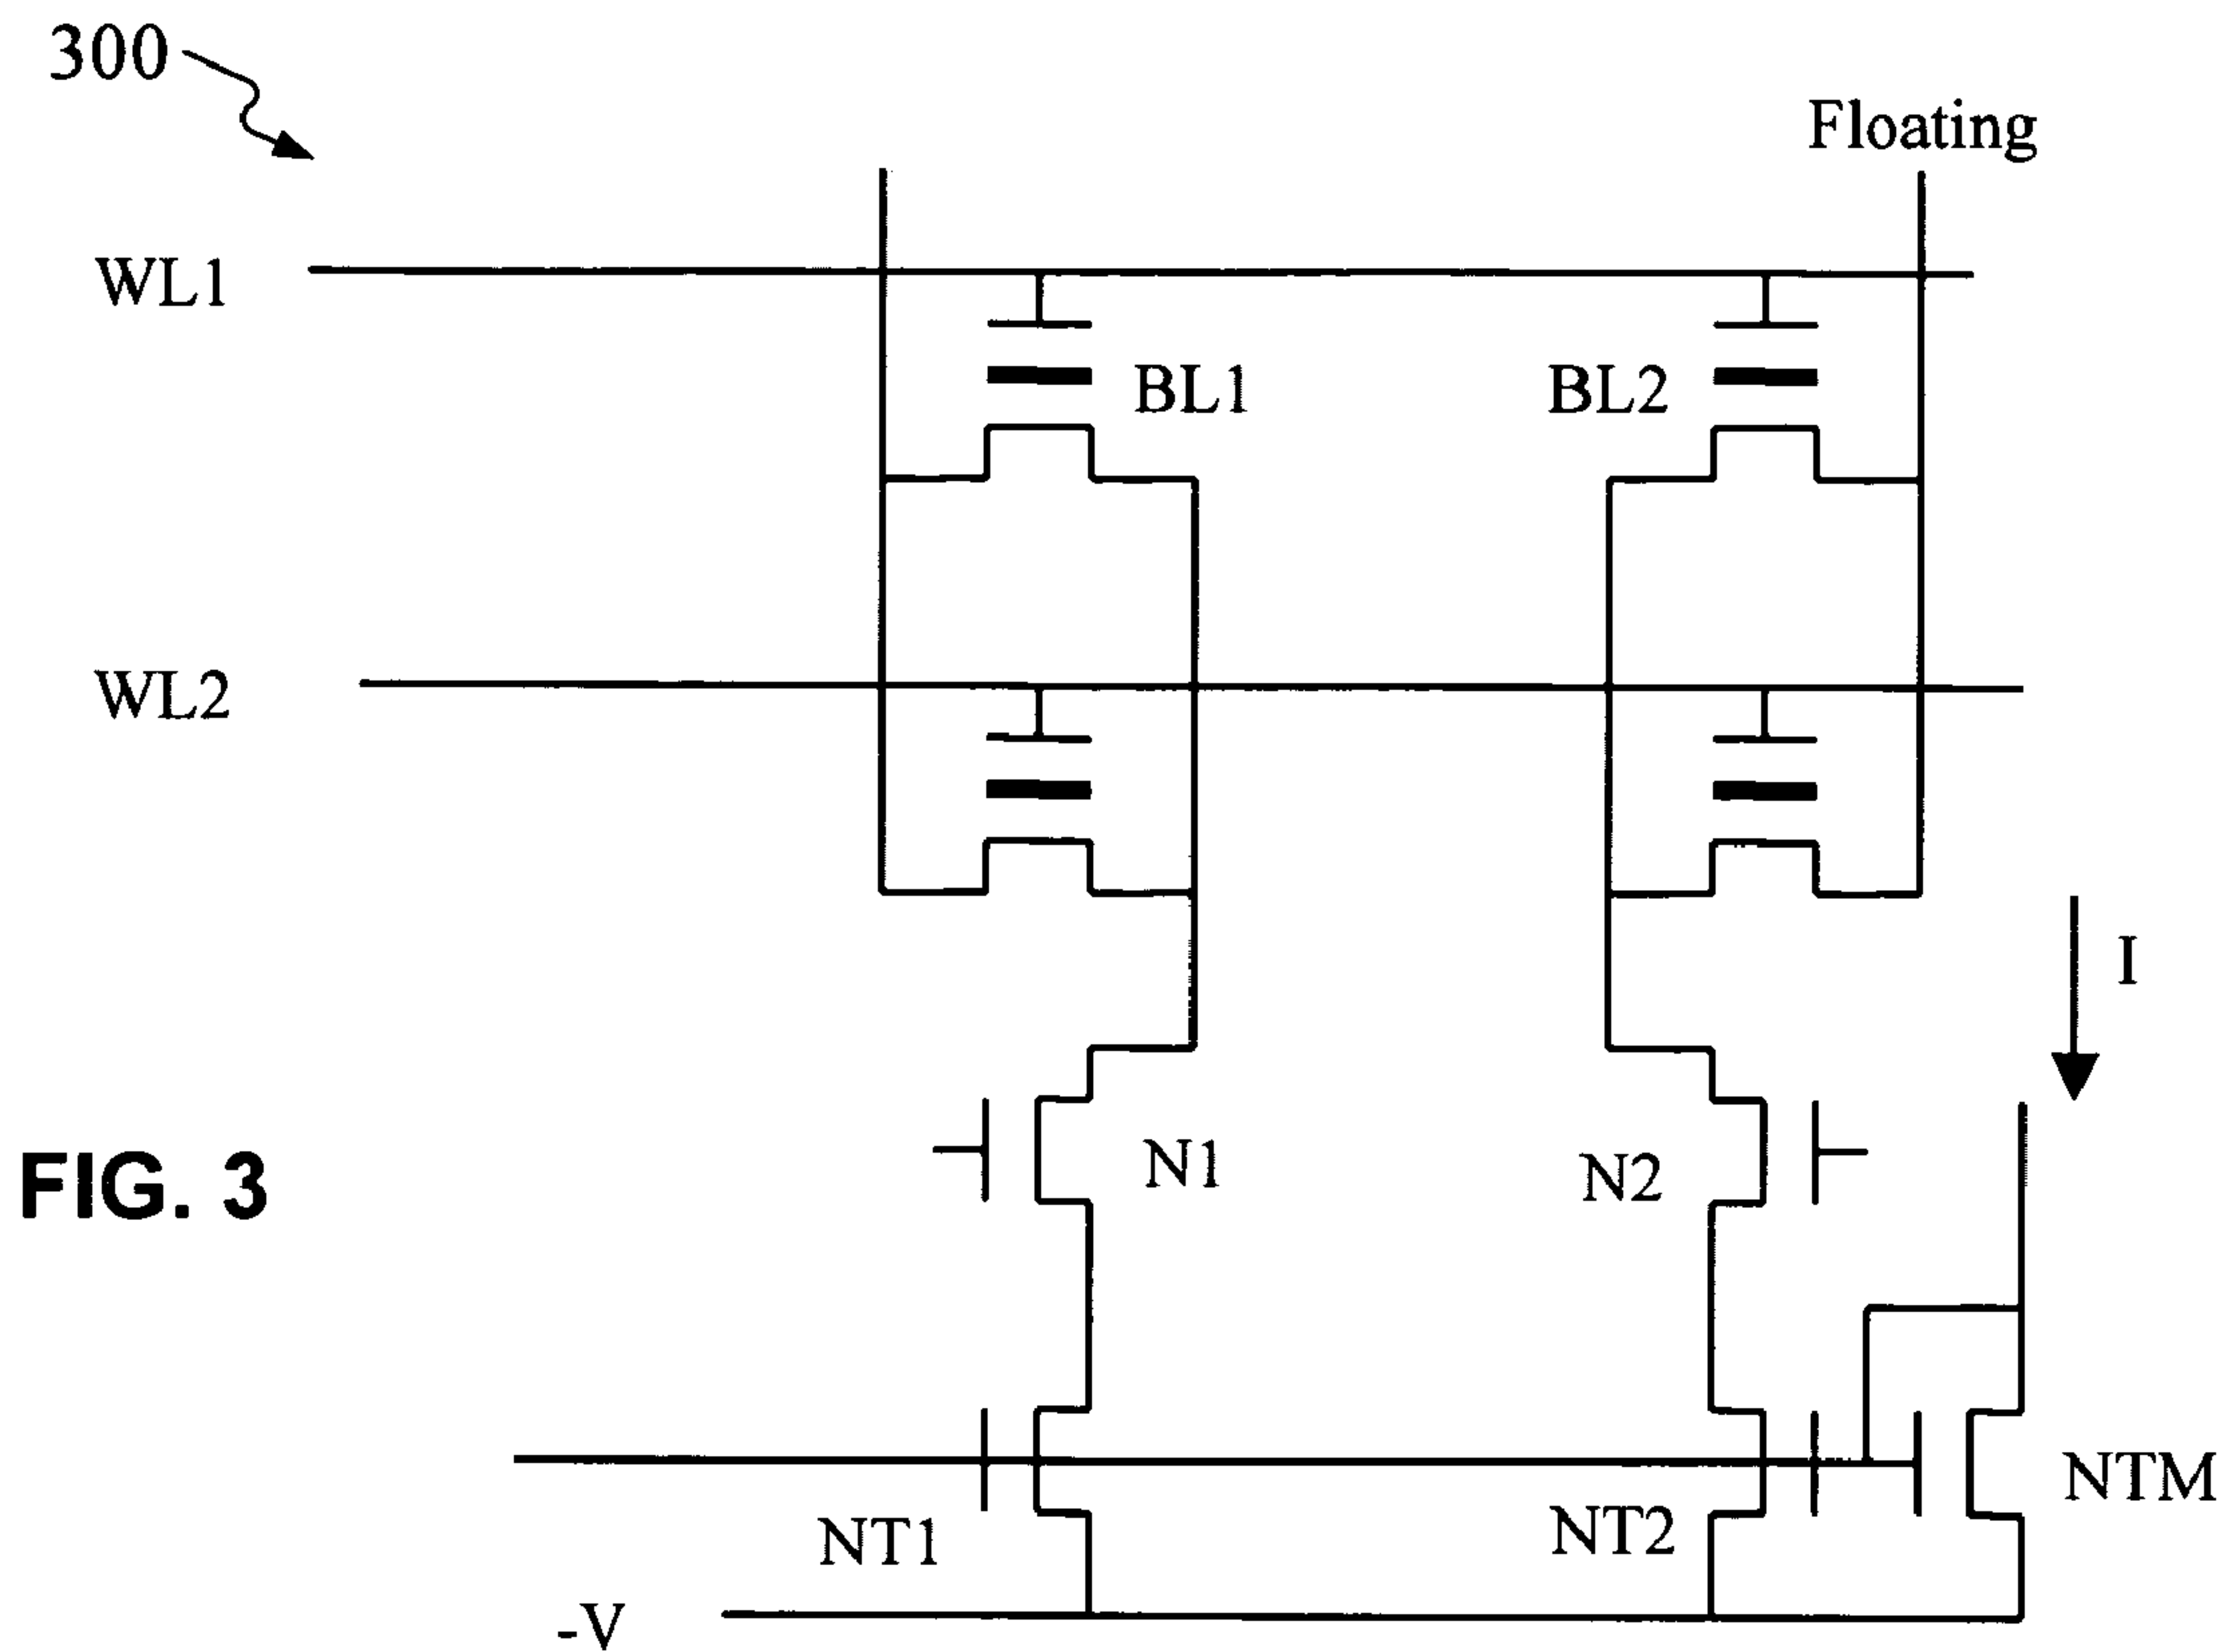 300
Floating
WL1
BL1
BL2
WL2
I
N1
N2
FIG. 3
NTM
NT1
NT2
-V